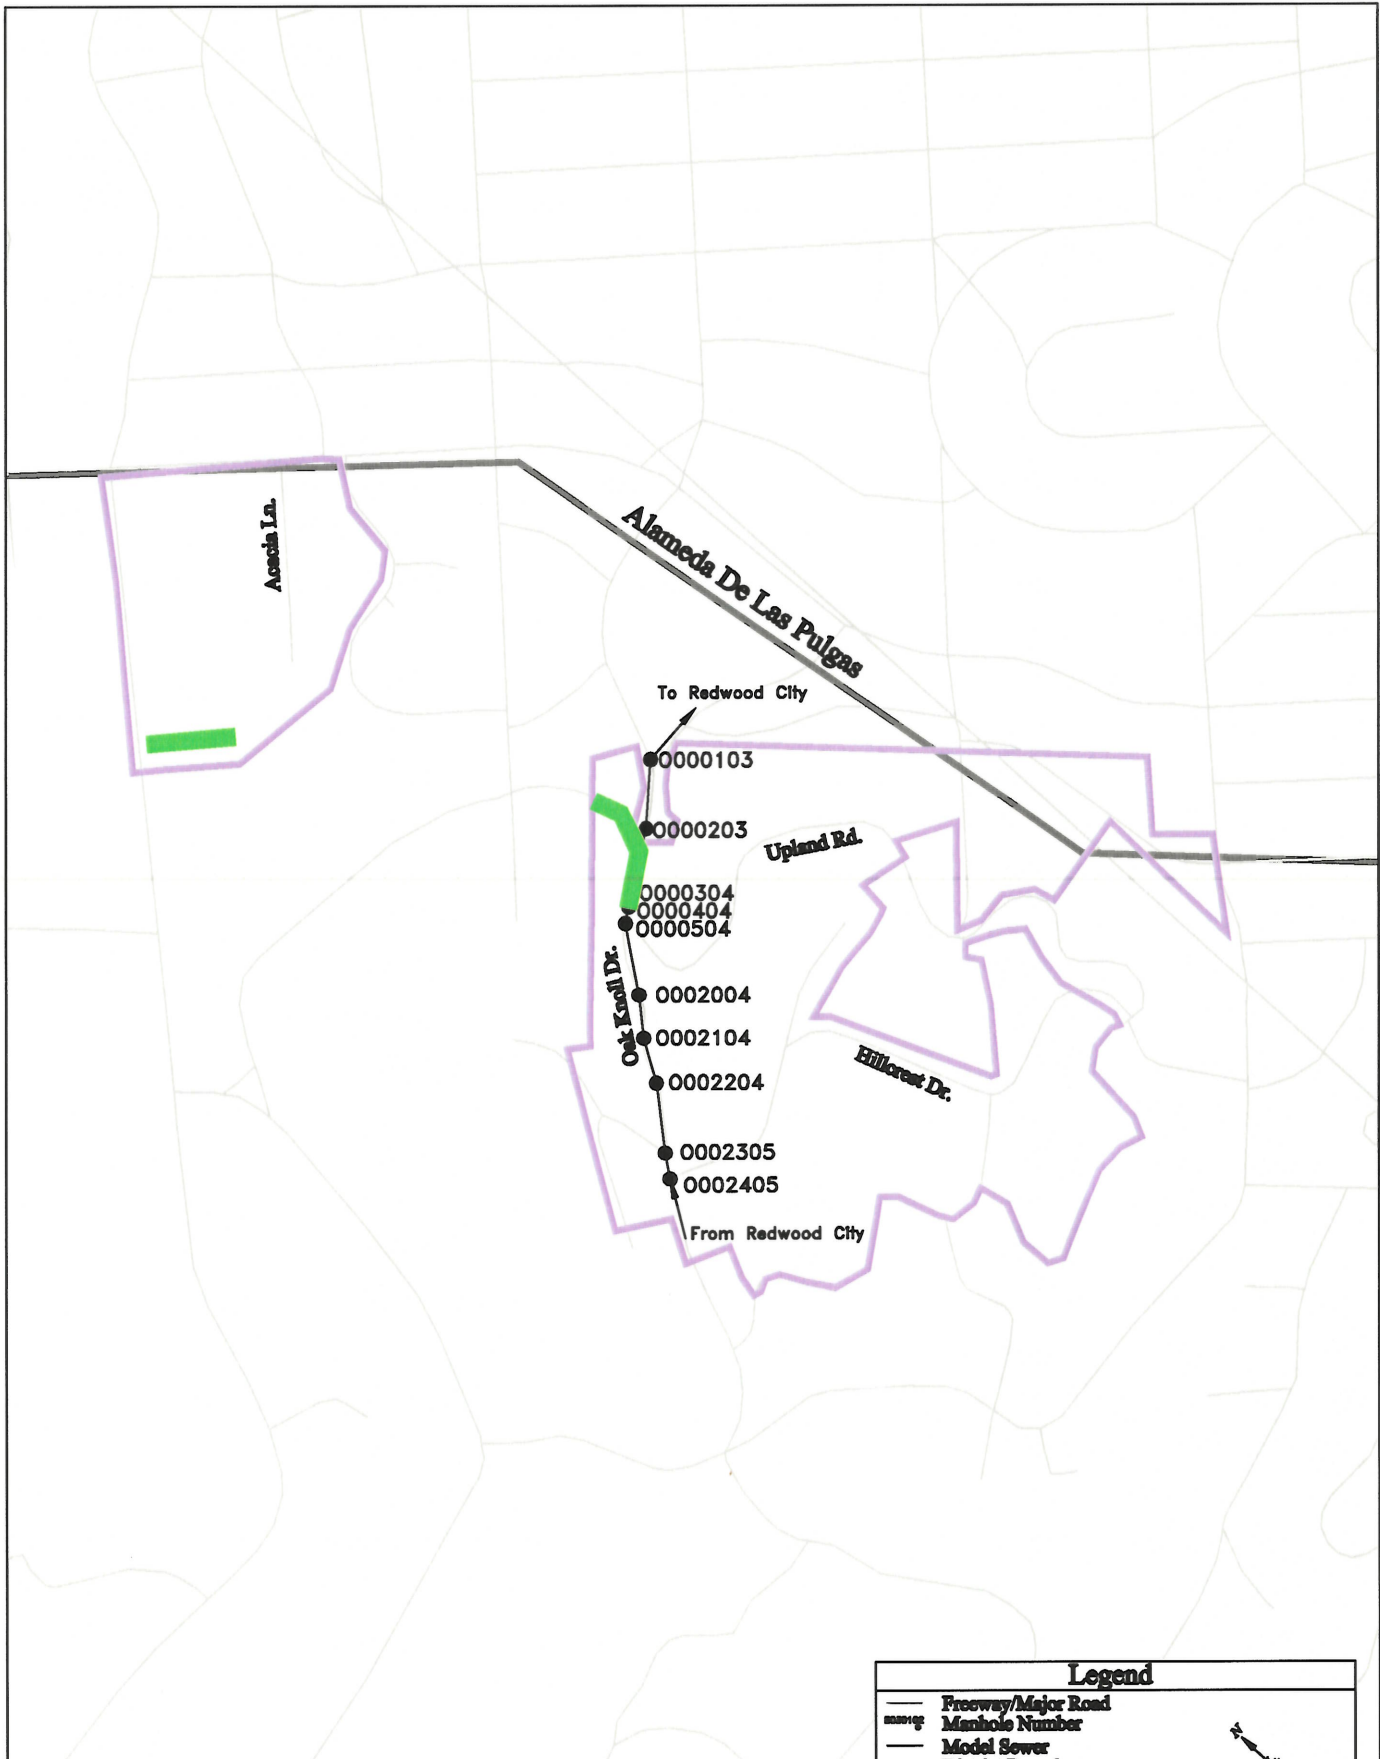 Acacia Ln.
Alameda De Las Pulgas
To Redwood City
0000103
0000203
Upland Rd.
0000304
0000404
0000504
Oak Knoll Dr.
0002004
0002104
Hillcrest Dr.
0002204
0002305
0002405
From Redwood City
Legend
Freeway/Major Road
Manhole Number
Model Sewer
N